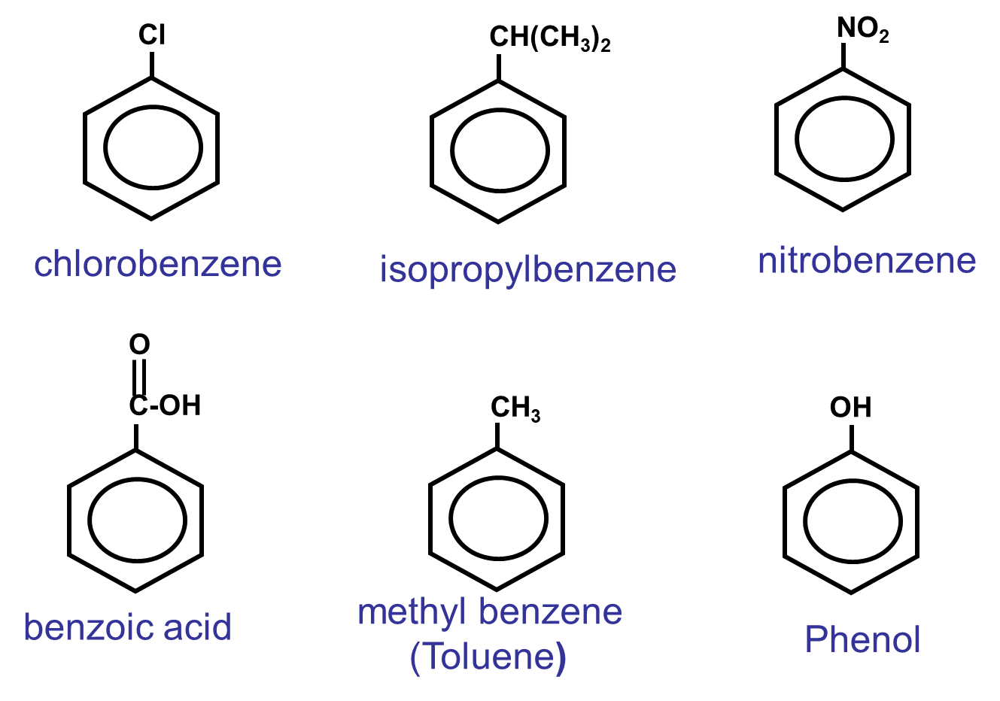 Cl
CH(CH₃)₂
NO₂
chlorobenzene
isopropylbenzene
nitrobenzene
O
C-OH
CH₃
OH
benzoic acid
methyl benzene
(Toluene)
Phenol